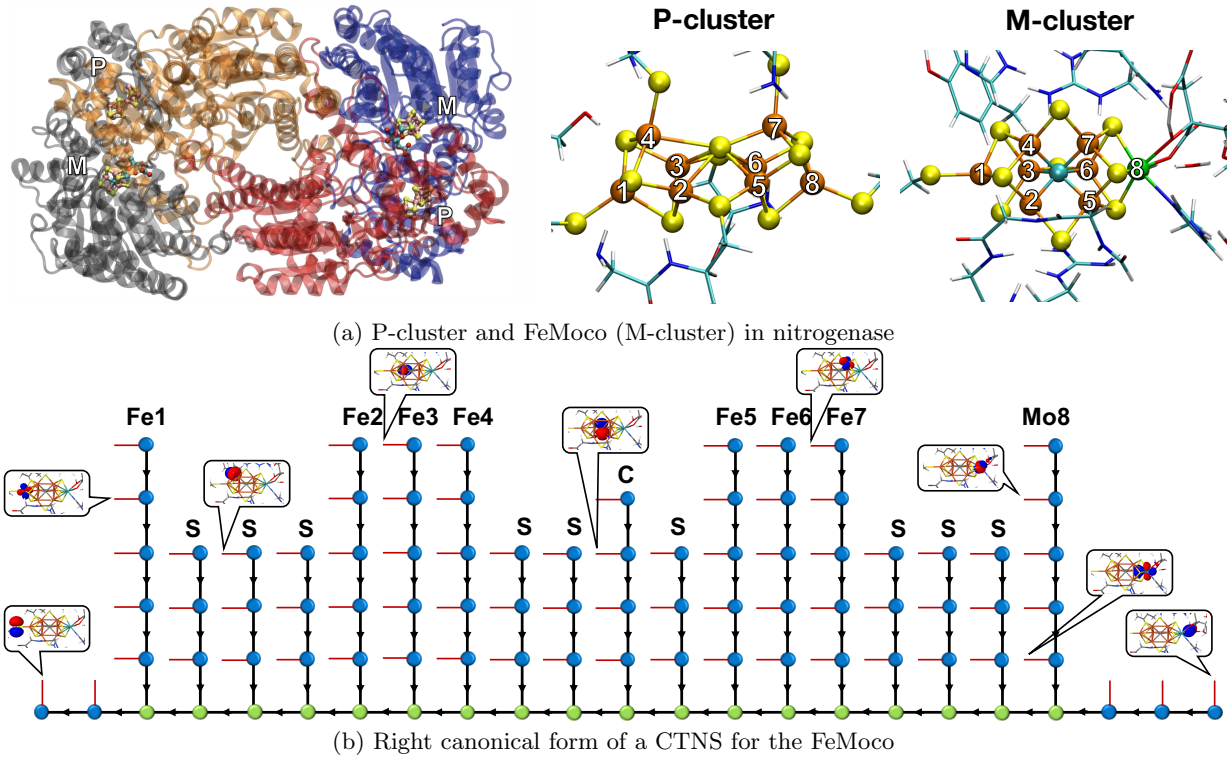 P-cluster
M-cluster
P
M
M
P
4
7
3
6
1
2
5
8
4
7
1
3
6
8
2
5
(a) P-cluster and FeMoco (M-cluster) in nitrogenase
Fe1
Fe2
Fe3
Fe4
Fe5
Fe6
Fe7
Mo8
C
S
S
S
S
S
S
S
S
S
(b) Right canonical form of a CTNS for the FeMoco